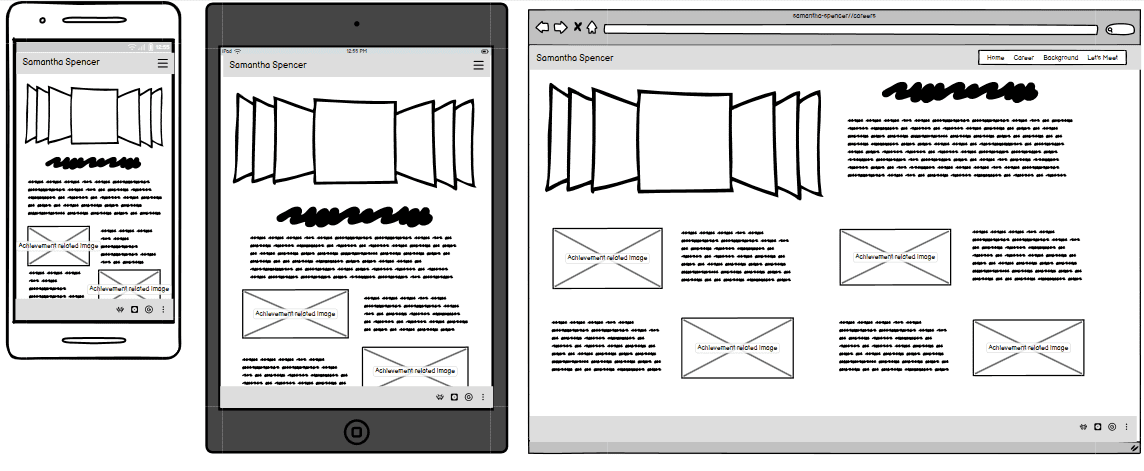 12:55
Samantha Spencer
Achievement related image
Achievement related image
iPad
12:55 PM
Samantha Spencer
Achievement related image
Achievement related image
samantha-spencer//careers
Samantha Spencer
Home Career Background Let's Meet
Achievement related image
Achievement related image
Achievement related image
Achievement related image